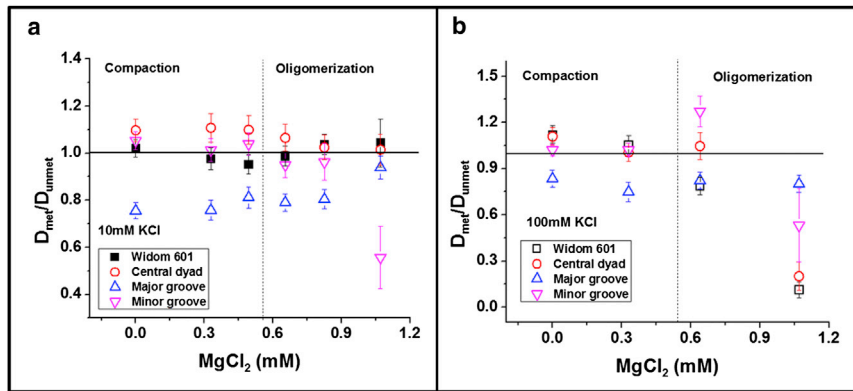 a
Compaction
Oligomerization
D_met/D_unmet
1.4
1.2
1.0
0.8
0.6
0.4
10mM KCl
Widom 601
Central dyad
Major groove
Minor groove
0.0 0.3 0.6 0.9 1.2
MgCl₂ (mM)
b
Compaction
Oligomerization
D_met/D_unmet
1.5
1.2
0.9
0.6
0.3
0.0
100mM KCl
Widom 601
Central dyad
Major groove
Minor groove
0.0 0.3 0.6 0.9 1.2
MgCl₂ (mM)